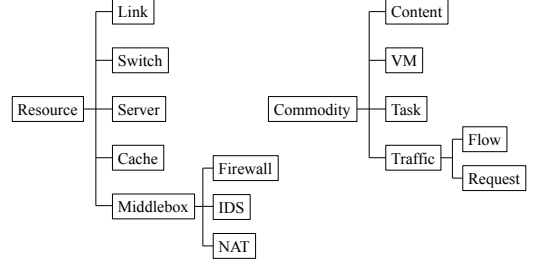 Resource
Link
Switch
Server
Cache
Middlebox
Firewall
IDS
NAT
Commodity
Content
VM
Task
Traffic
Flow
Request